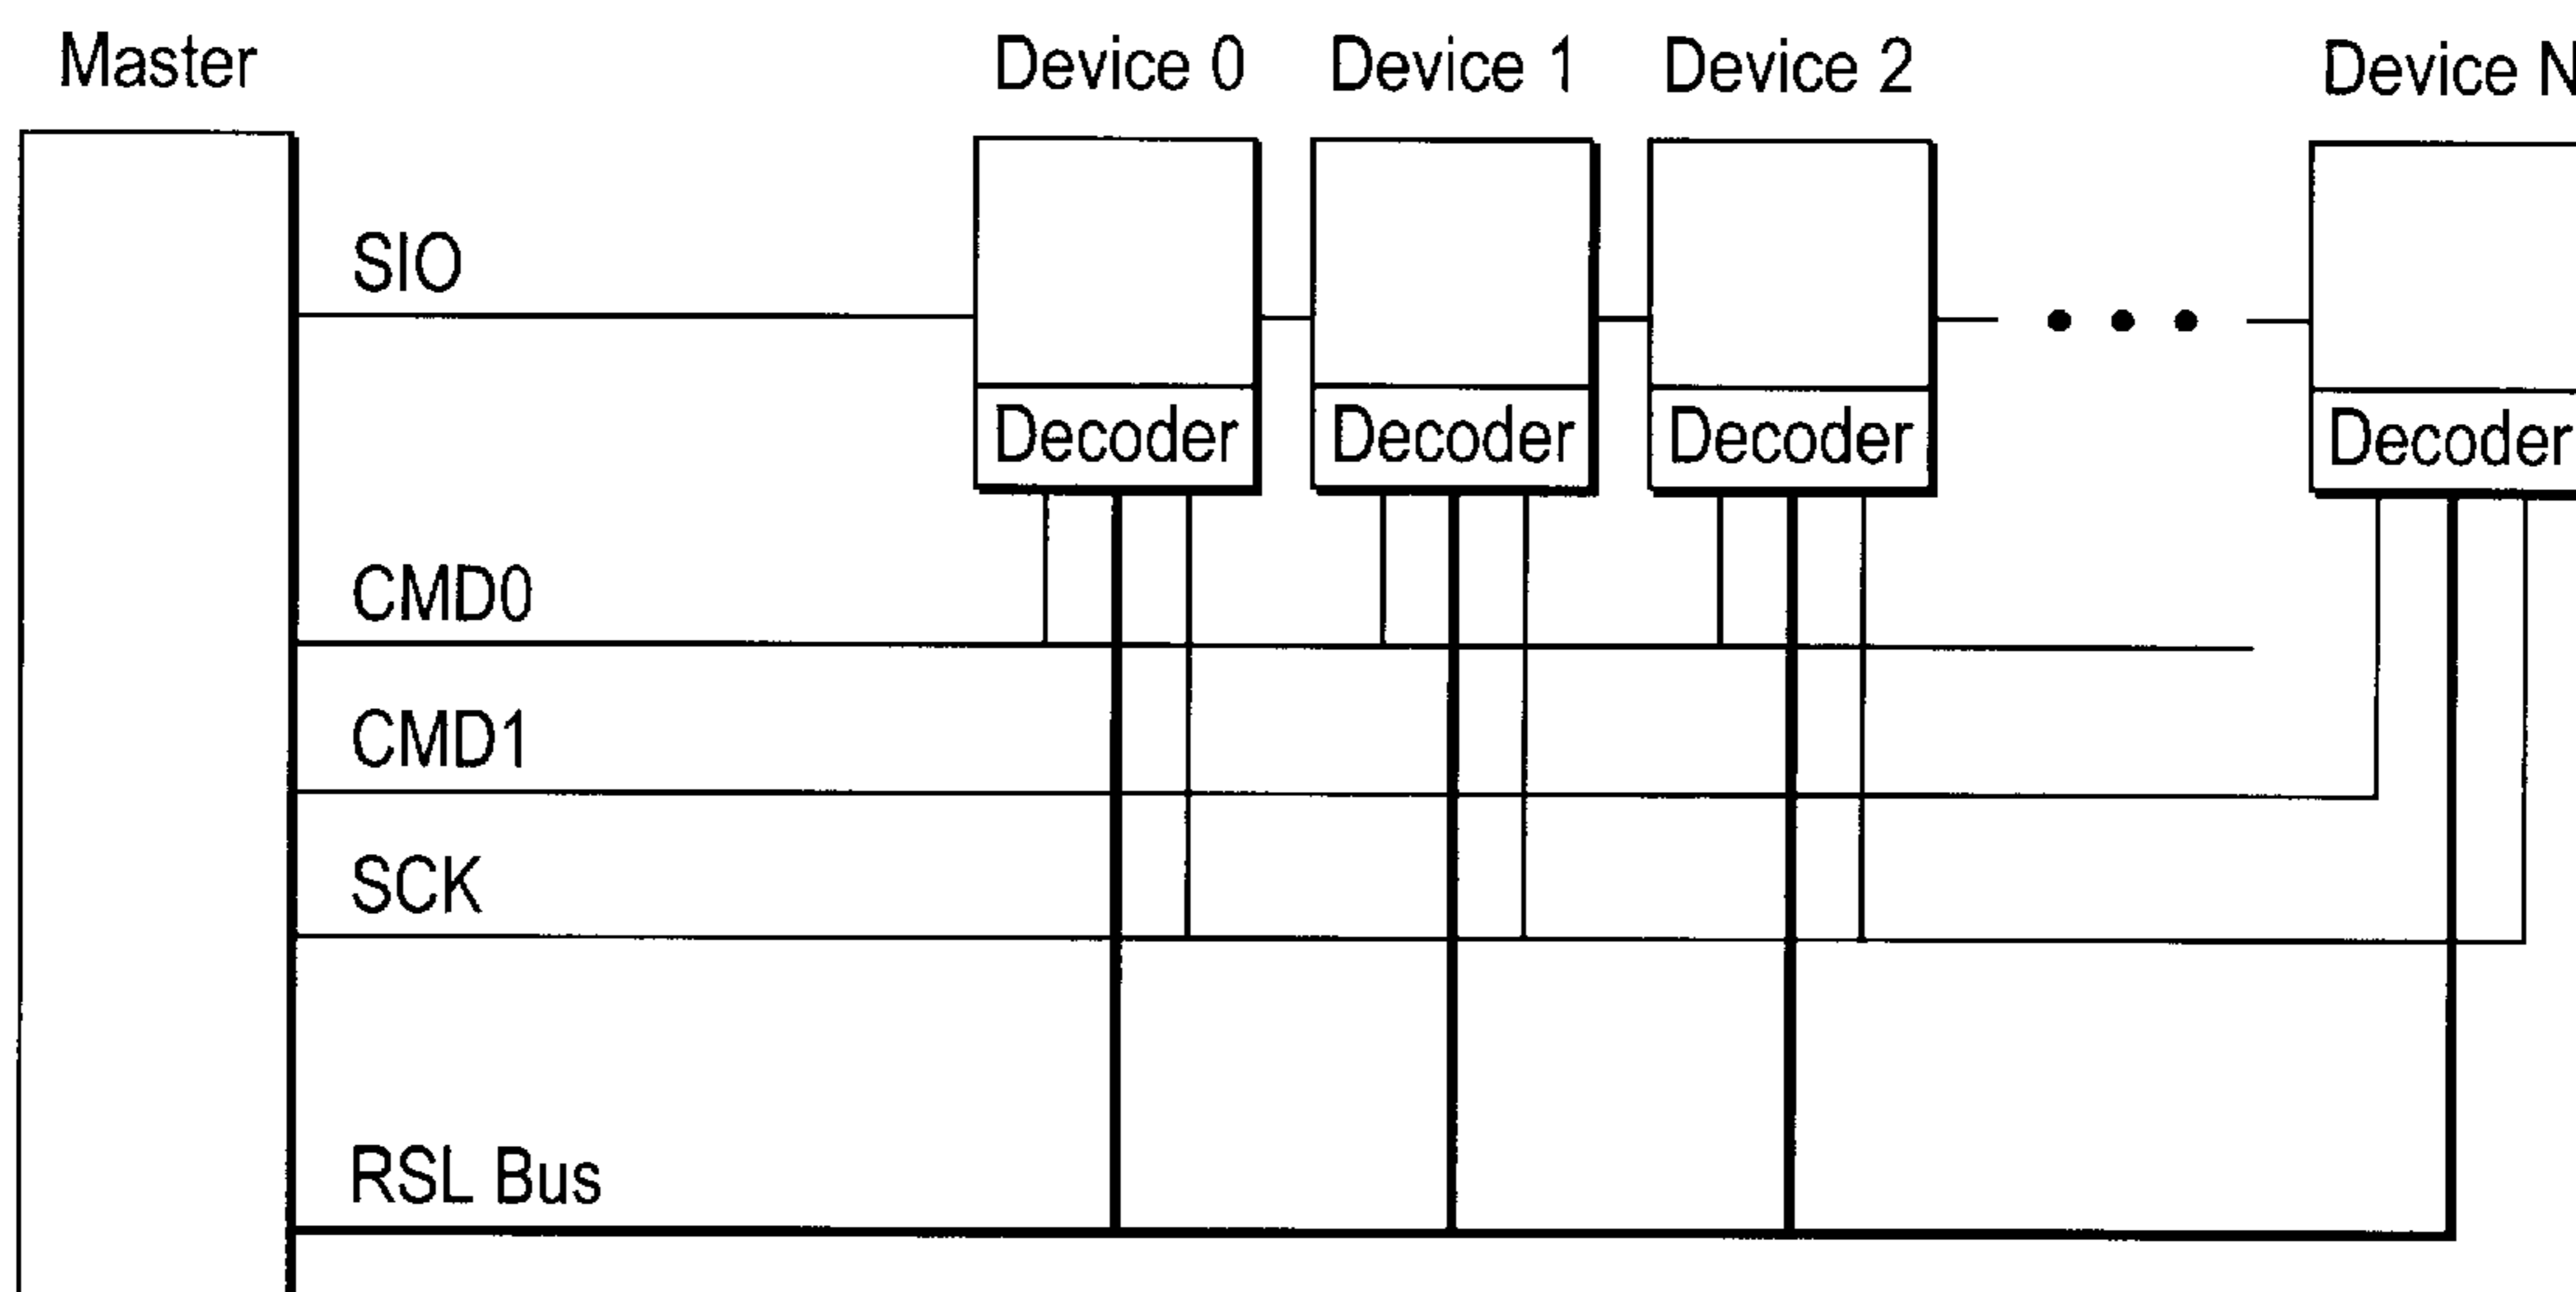 Master
Device 0
Device 1
Device 2
Device N
SIO
Decoder
Decoder
Decoder
Decoder
CMD0
CMD1
SCK
RSL Bus